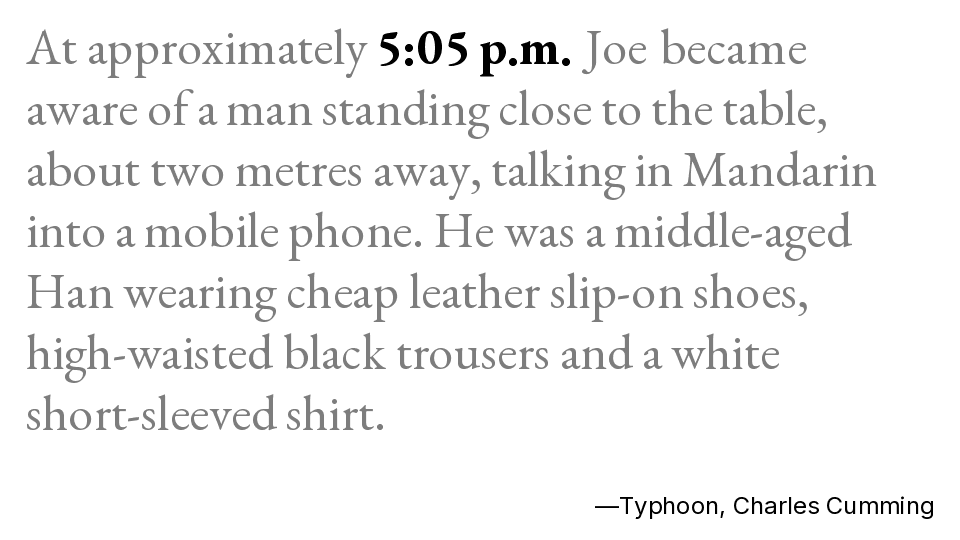 At approximately 5:05 p.m. Joe became
aware of a man standing close to the table,
about two metres away, talking in Mandarin
into a mobile phone. He was a middle-aged
Han wearing cheap leather slip-on shoes,
high-waisted black trousers and a white
short-sleeved shirt.
—Typhoon, Charles Cumming